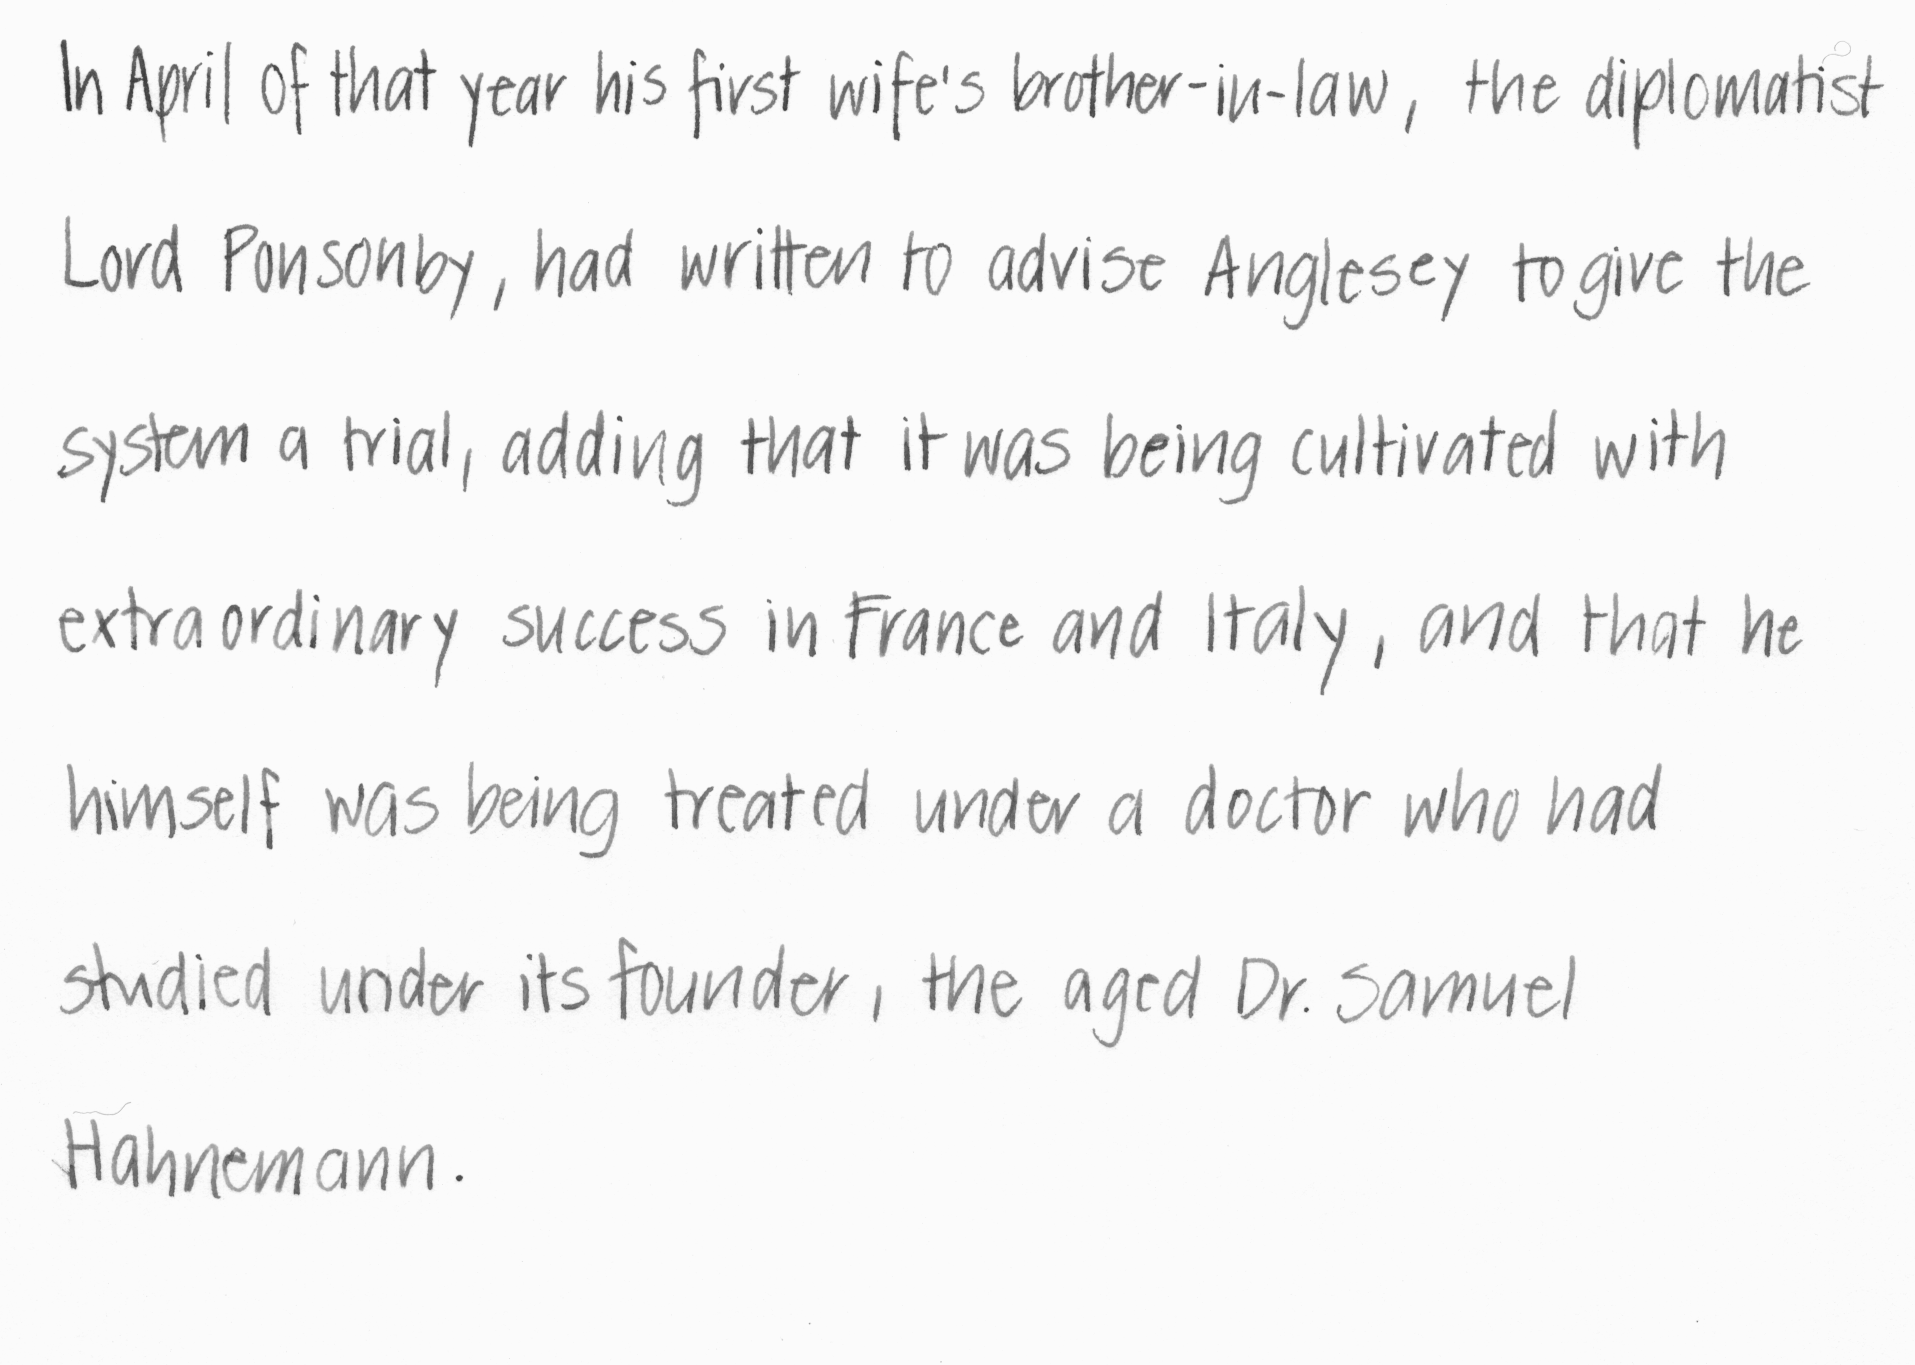 In April of that year his first wife's brother-in-law, the diplomatist
Lord Ponsonby, had written to advise Anglesey to give the
system a trial, adding that it was being cultivated with
extraordinary success in France and Italy, and that he
himself was being treated under a doctor who had
studied under its founder, the aged Dr. Samuel
Hahnemann.